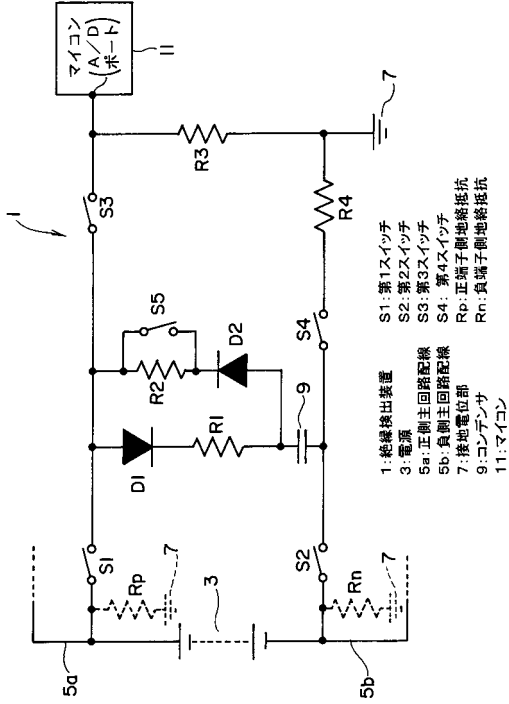 1
マイコン
(A/D
ポート)
11
S3
R3
7
R4
S4
S5
R2
D2
D1
R1
9
S1
S2
Rp
7
3
Rn
7
5a
5b
1:絶縁検出装置
3:電源
5a:正側主回路配線
5b:負側主回路配線
7:接地電位部
9:コンデンサ
11:マイコン
S1:第1スイッチ
S2:第2スイッチ
S3:第3スイッチ
S4:第4スイッチ
Rp:正端子側地絡抵抗
Rn:負端子側地絡抵抗